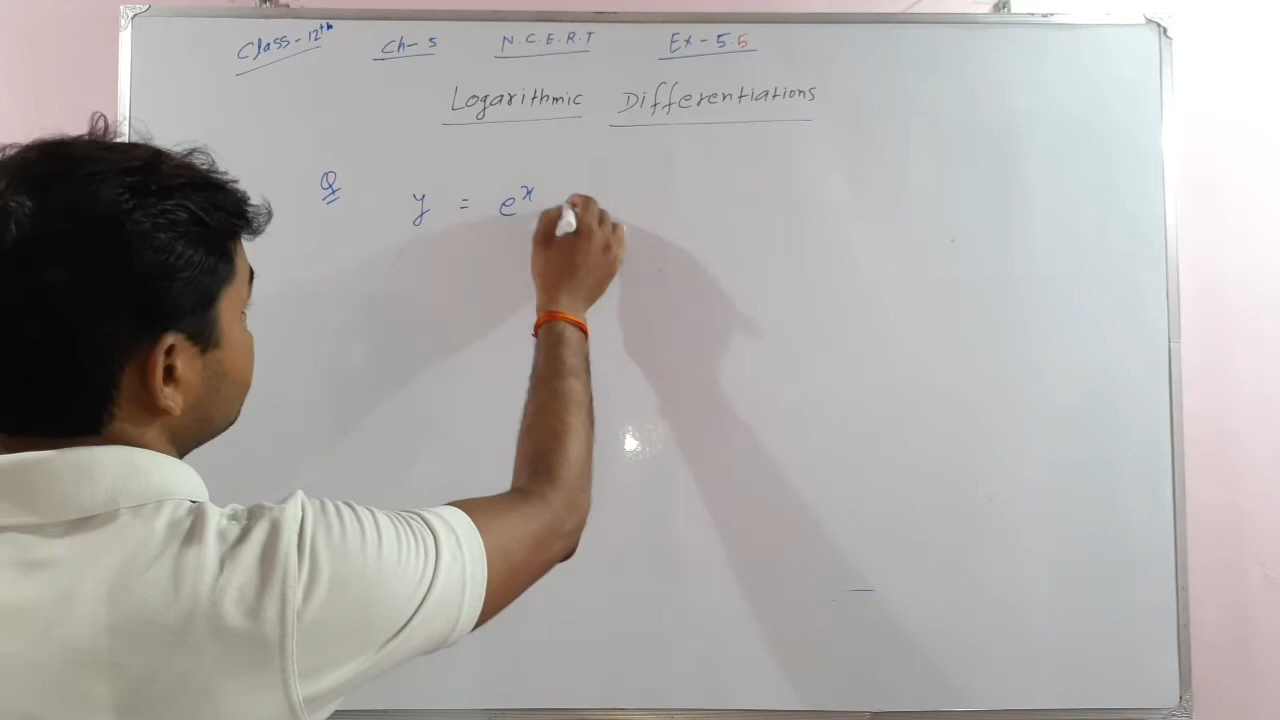 Class-12th Ch-5 N.C.E.R.T Ex-5.5
Logarithmic Differentiations
Q y = e^x